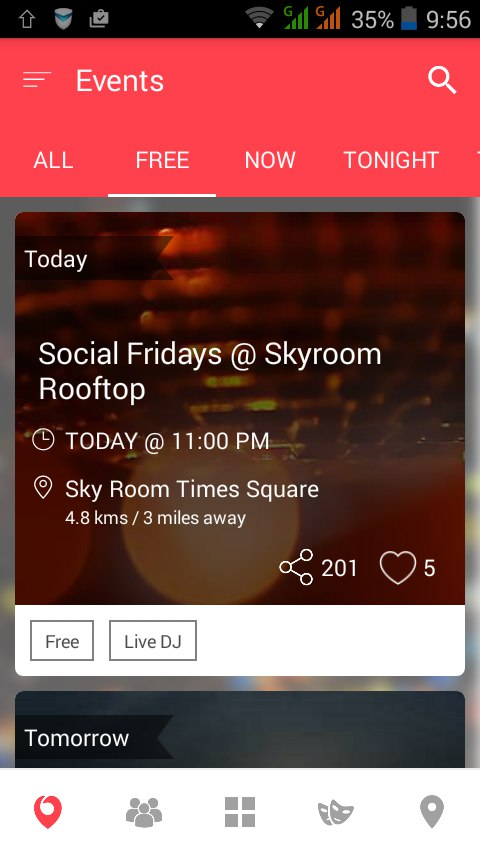 G G 35% 9:56
Events
ALL FREE NOW TONIGHT
Today
Social Fridays @ Skyroom
Rooftop
TODAY @ 11:00 PM
Sky Room Times Square
4.8 kms / 3 miles away
201 5
Free Live DJ
Tomorrow